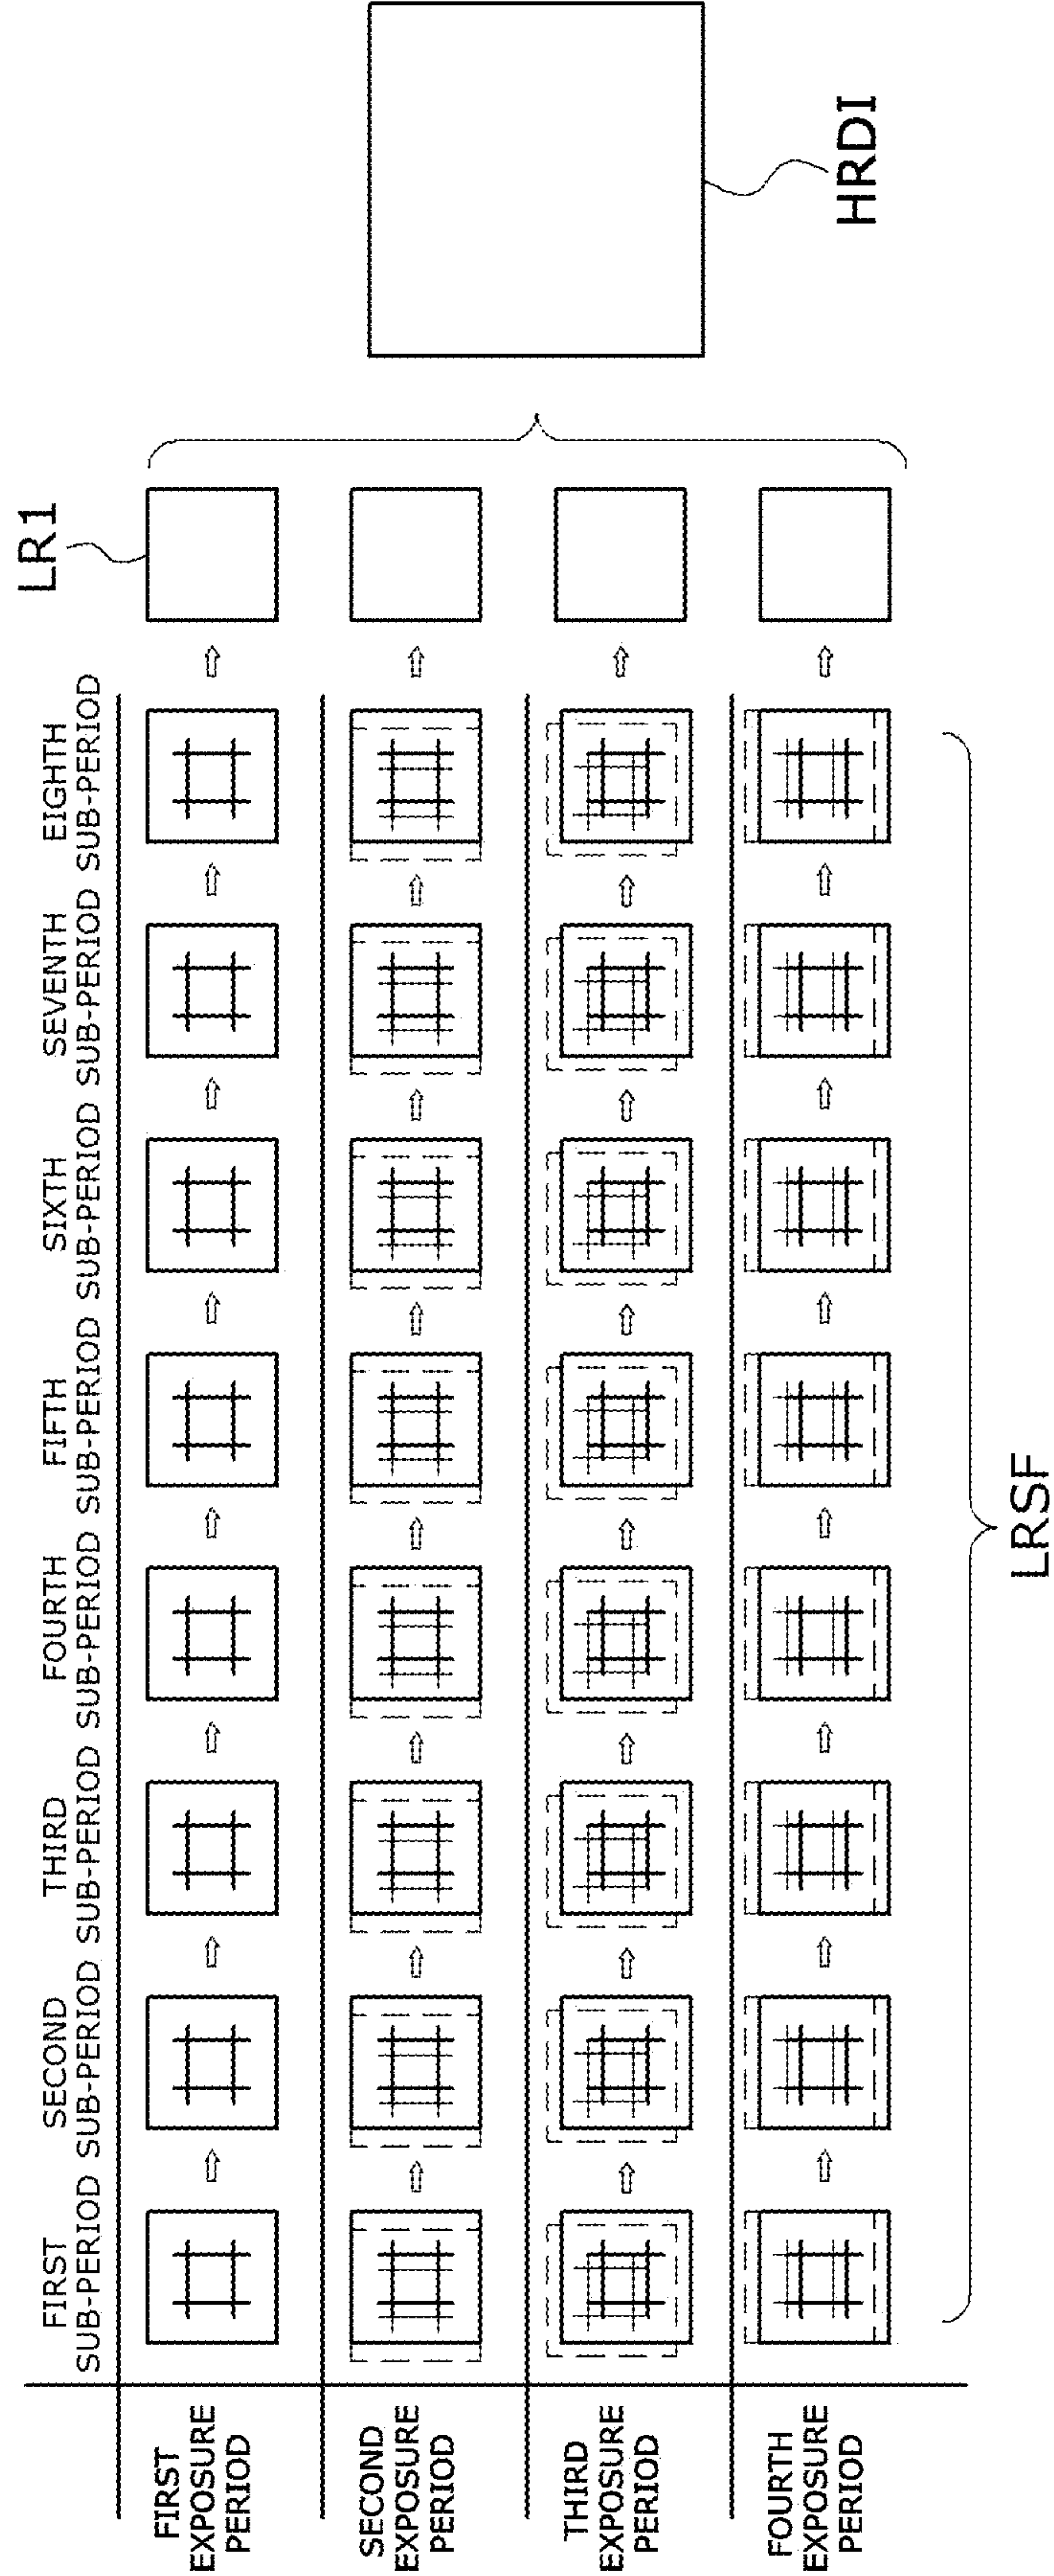 FIRST
SUB-PERIOD
SECOND
SUB-PERIOD
THIRD
SUB-PERIOD
FOURTH
SUB-PERIOD
FIFTH
SUB-PERIOD
SIXTH
SUB-PERIOD
SEVENTH
SUB-PERIOD
EIGHTH
SUB-PERIOD
LR1
FIRST
EXPOSURE
PERIOD
SECOND
EXPOSURE
PERIOD
THIRD
EXPOSURE
PERIOD
FOURTH
EXPOSURE
PERIOD
HRDI
LRSF